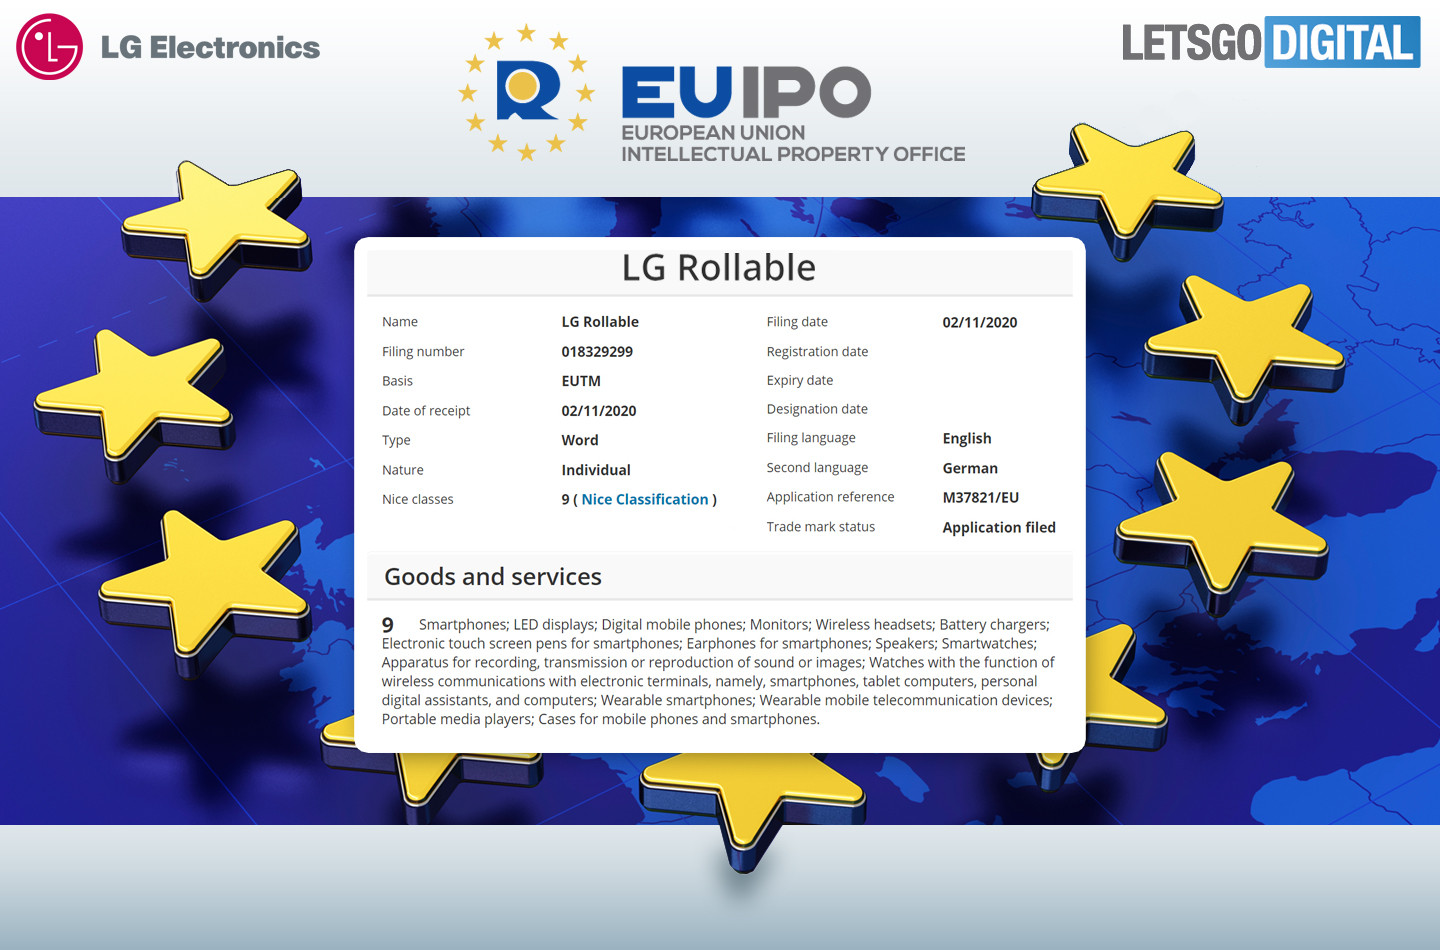 LG Electronics
LETSGODIGITAL
R
EUIPO
EUROPEAN UNION
INTELLECTUAL PROPERTY OFFICE
LG Rollable
Name LG Rollable
Filing number 018329299
Basis EUTM
Date of receipt 02/11/2020
Type Word
Nature Individual
Nice classes 9 ( Nice Classification )
Filing date 02/11/2020
Registration date
Expiry date
Designation date
Filing language English
Second language German
Application reference M37821/EU
Trade mark status Application filed
Goods and services
9 Smartphones; LED displays; Digital mobile phones; Monitors; Wireless headsets; Battery chargers;
Electronic touch screen pens for smartphones; Earphones for smartphones; Speakers; Smartwatches;
Apparatus for recording, transmission or reproduction of sound or images; Watches with the function of
wireless communications with electronic terminals, namely, smartphones, tablet computers, personal
digital assistants, and computers; Wearable smartphones; Wearable mobile telecommunication devices;
Portable media players; Cases for mobile phones and smartphones.